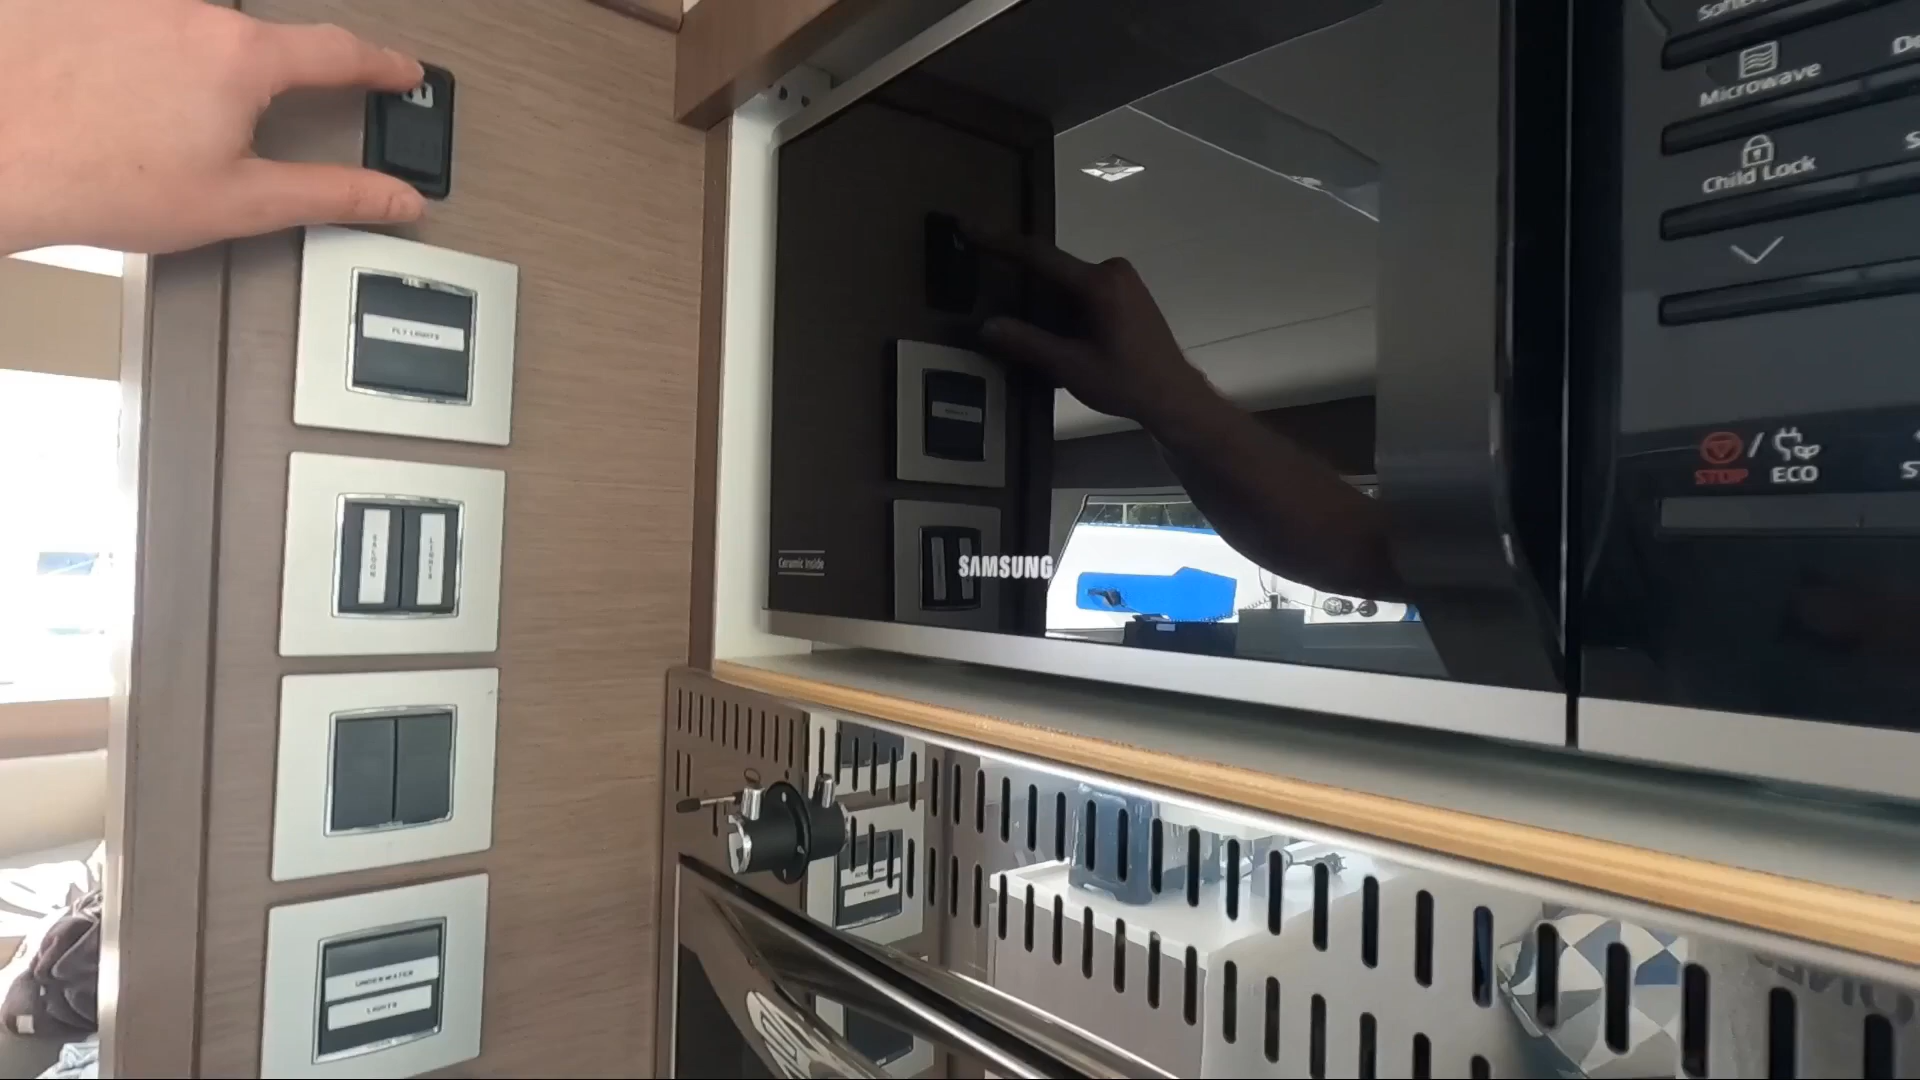 FLY LIGHTS
SALOON
LIGHTS
UNDERWATER
LIGHTS
Ceramic Inside
SAMSUNG
Microwave
Child Lock
STOP
/
ECO